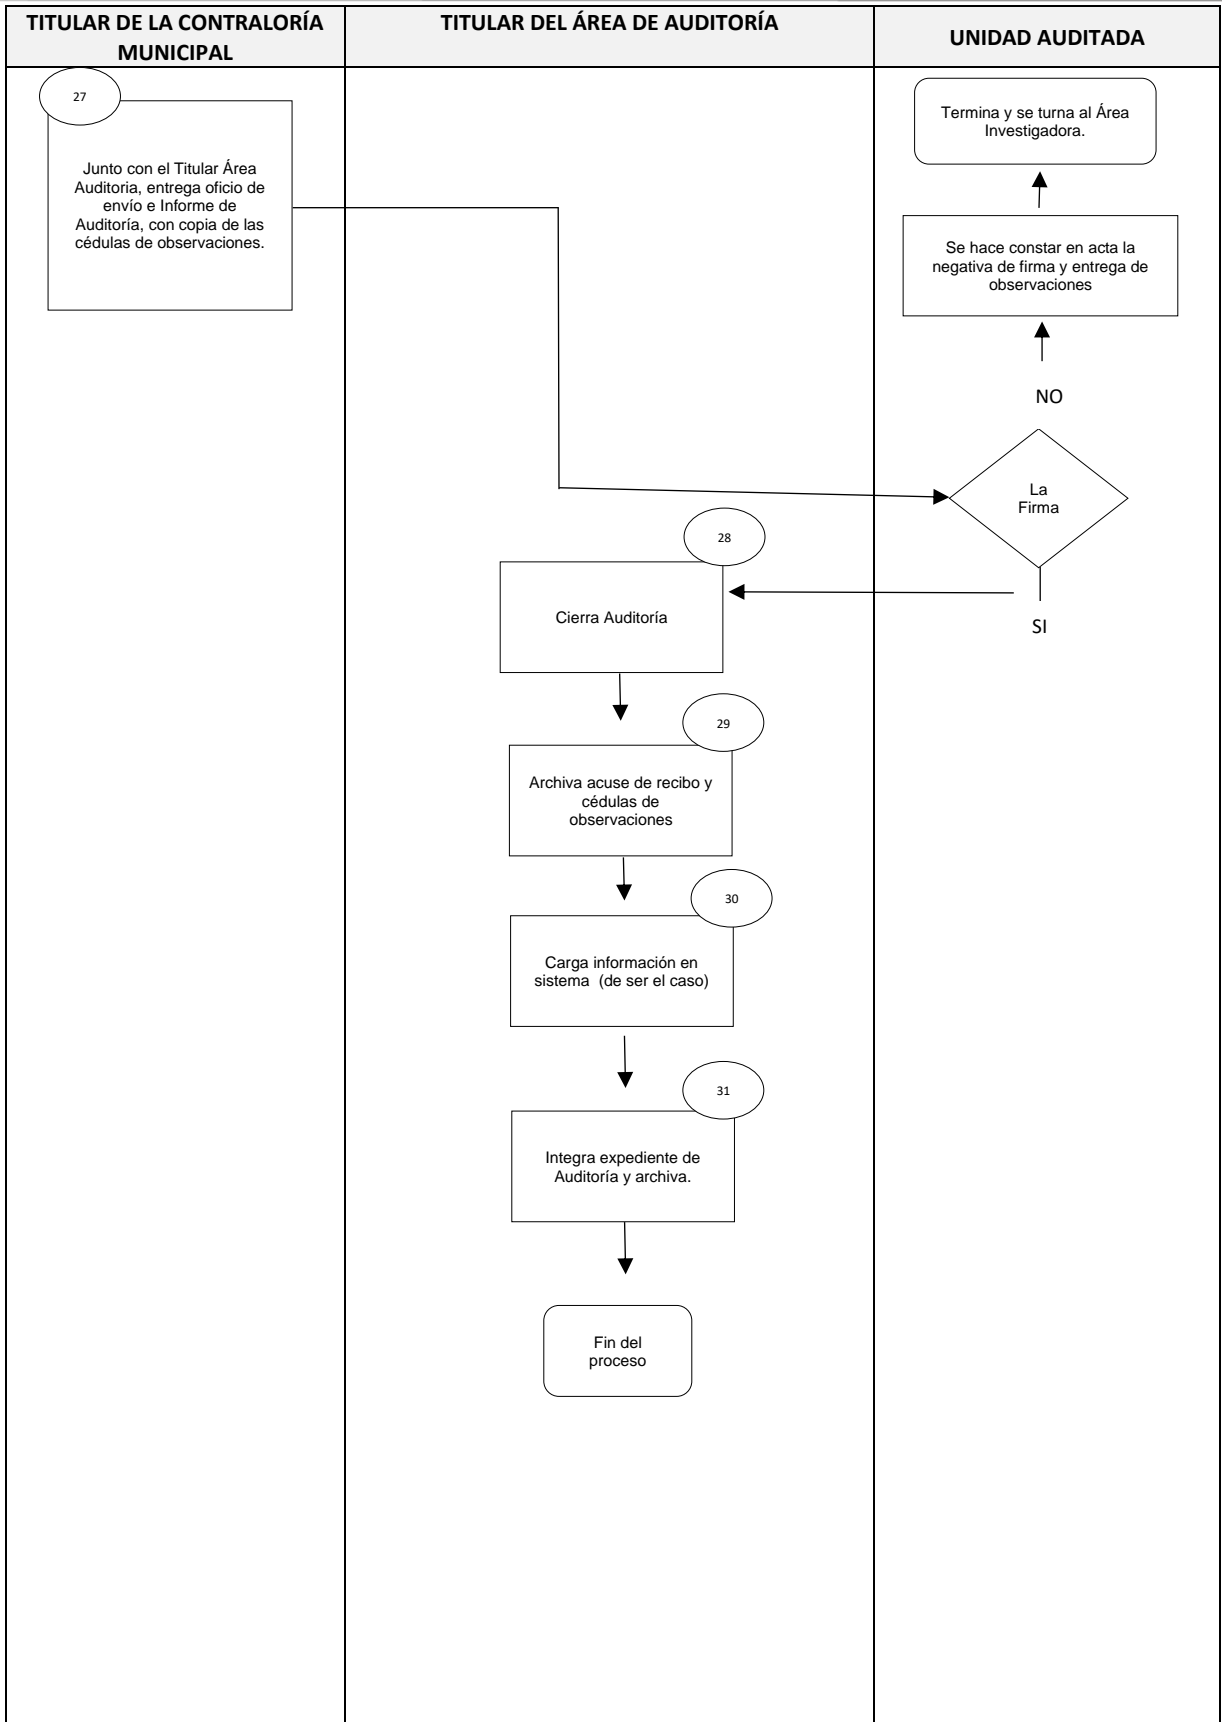 TITULAR DE LA CONTRALORÍA
MUNICIPAL
TITULAR DEL ÁREA DE AUDITORÍA
UNIDAD AUDITADA
27
Junto con el Titular Área
Auditoria, entrega oficio de
envío e Informe de
Auditoría, con copia de las
cédulas de observaciones.
Termina y se turna al Área
Investigadora.
Se hace constar en acta la
negativa de firma y entrega de
observaciones
NO
La
Firma
SI
28
Cierra Auditoría
29
Archiva acuse de recibo y
cédulas de
observaciones
30
Carga información en
sistema  (de ser el caso)
31
Integra expediente de
Auditoría y archiva.
Fin del
proceso